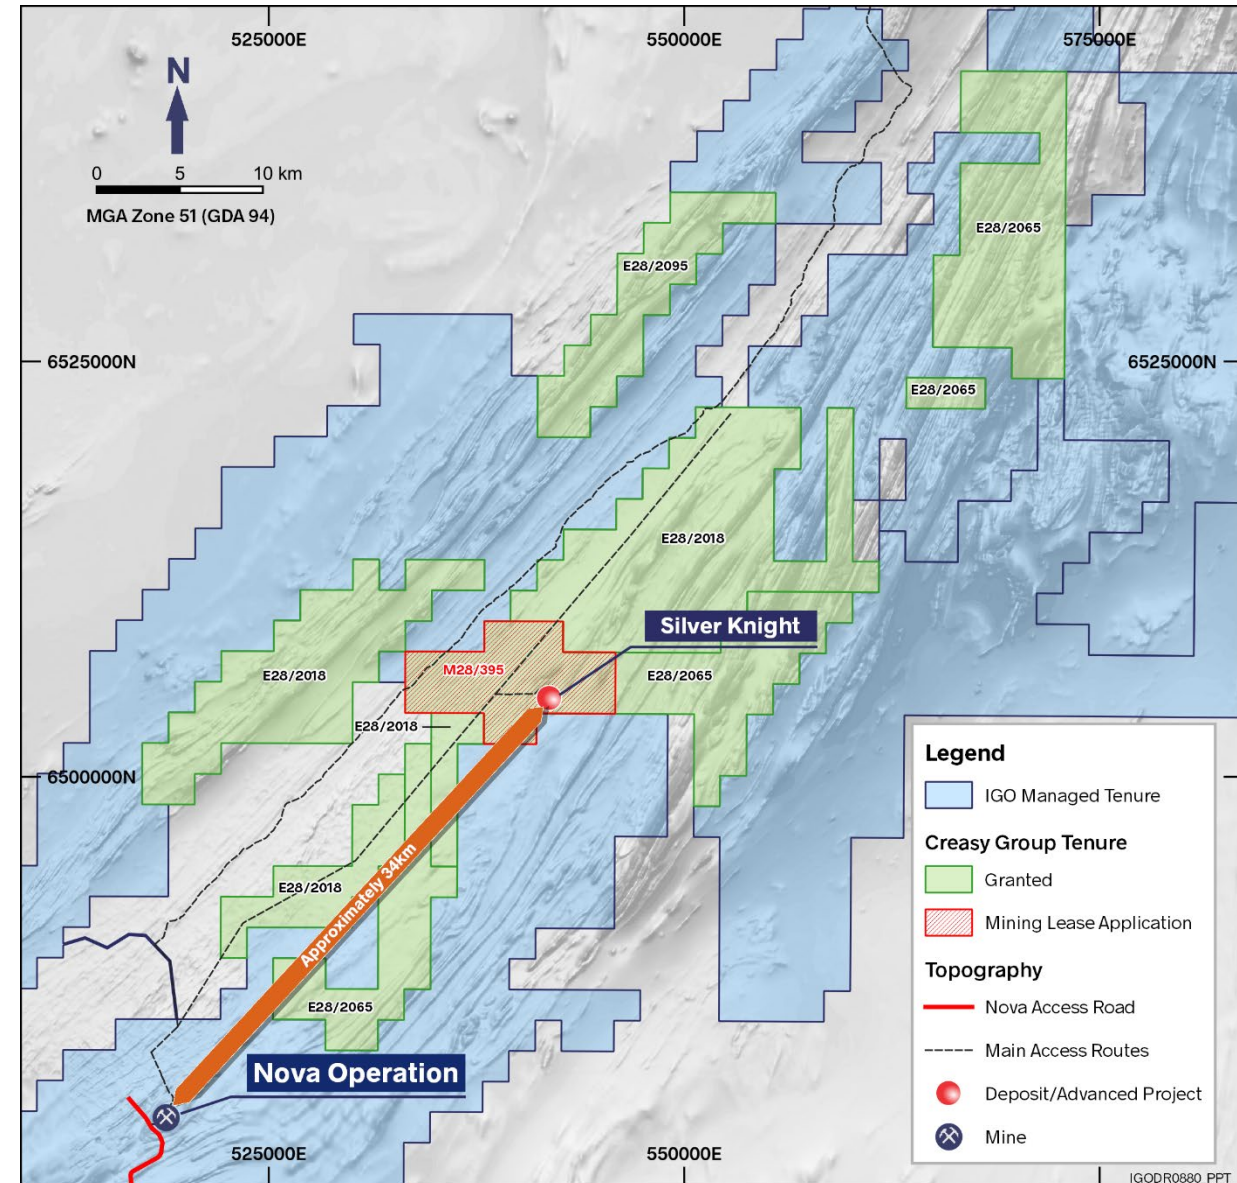 525000E
550000E
575000E
N
0 5 10 km
MGA Zone 51 (GDA 94)
E28/2065
E28/2095
6525000N
6525000N
E28/2065
E28/2018
Silver Knight
M28/395
E28/2018
E28/2065
E28/2018
6500000N
Approximately 34km
E28/2018
E28/2065
Nova Operation
525000E
550000E
Legend
IGO Managed Tenure
Creasy Group Tenure
Granted
Mining Lease Application
Topography
Nova Access Road
Main Access Routes
Deposit/Advanced Project
Mine
IGODR0880_PPT